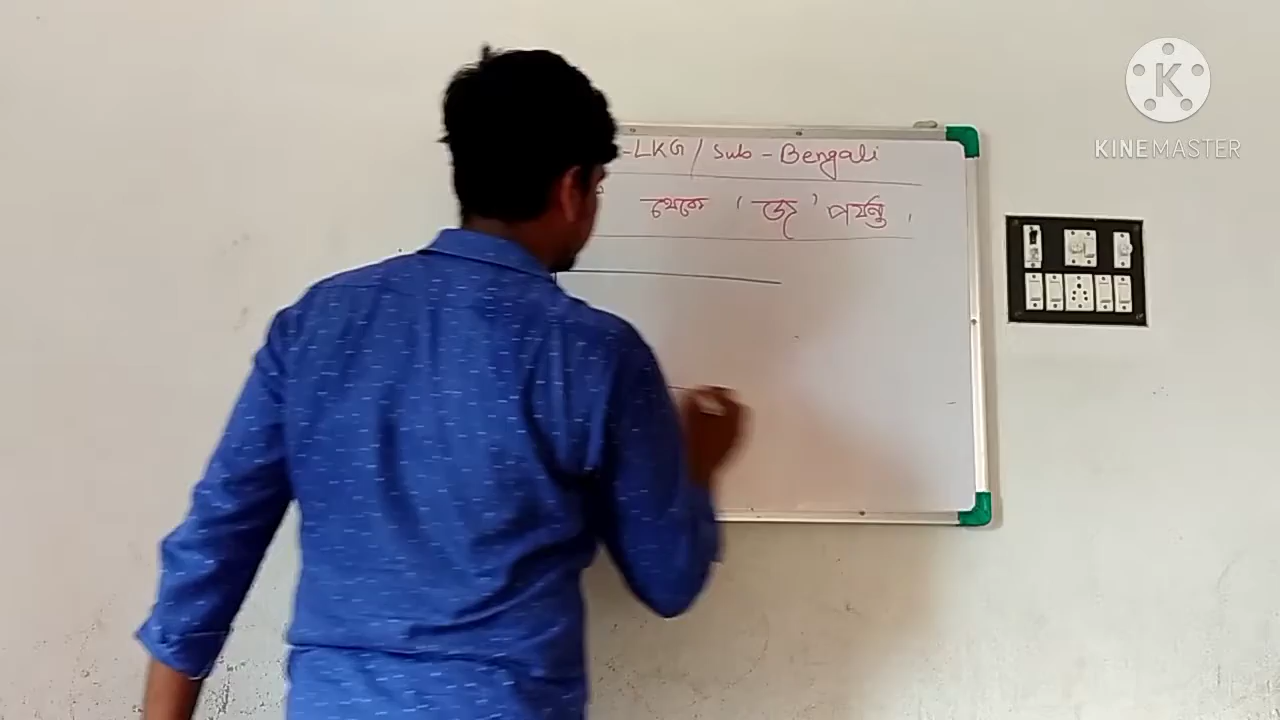 -LKG / Sub - Bengali
থেকে ' জ ' পর্যন্ত ।
K
KINEMASTER